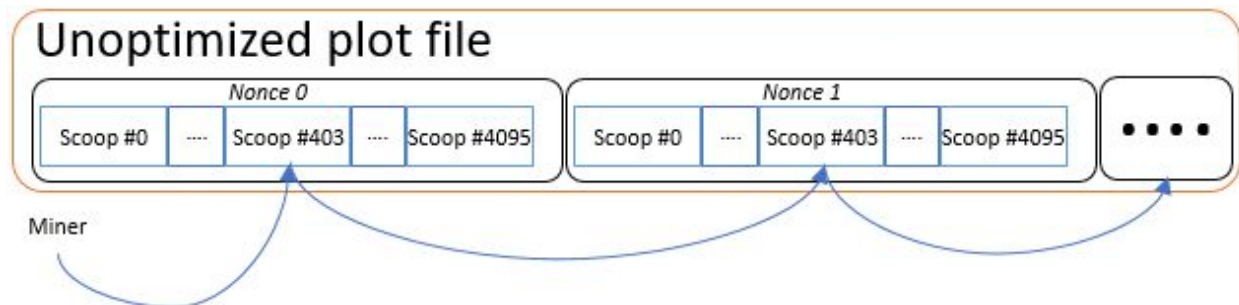 Unoptimized plot file
Nonce 0 Nonce 1
Scoop #0 ---- Scoop #403 ---- Scoop #4095 Scoop #0 ---- Scoop #403 ---- Scoop #4095 ••••
Miner